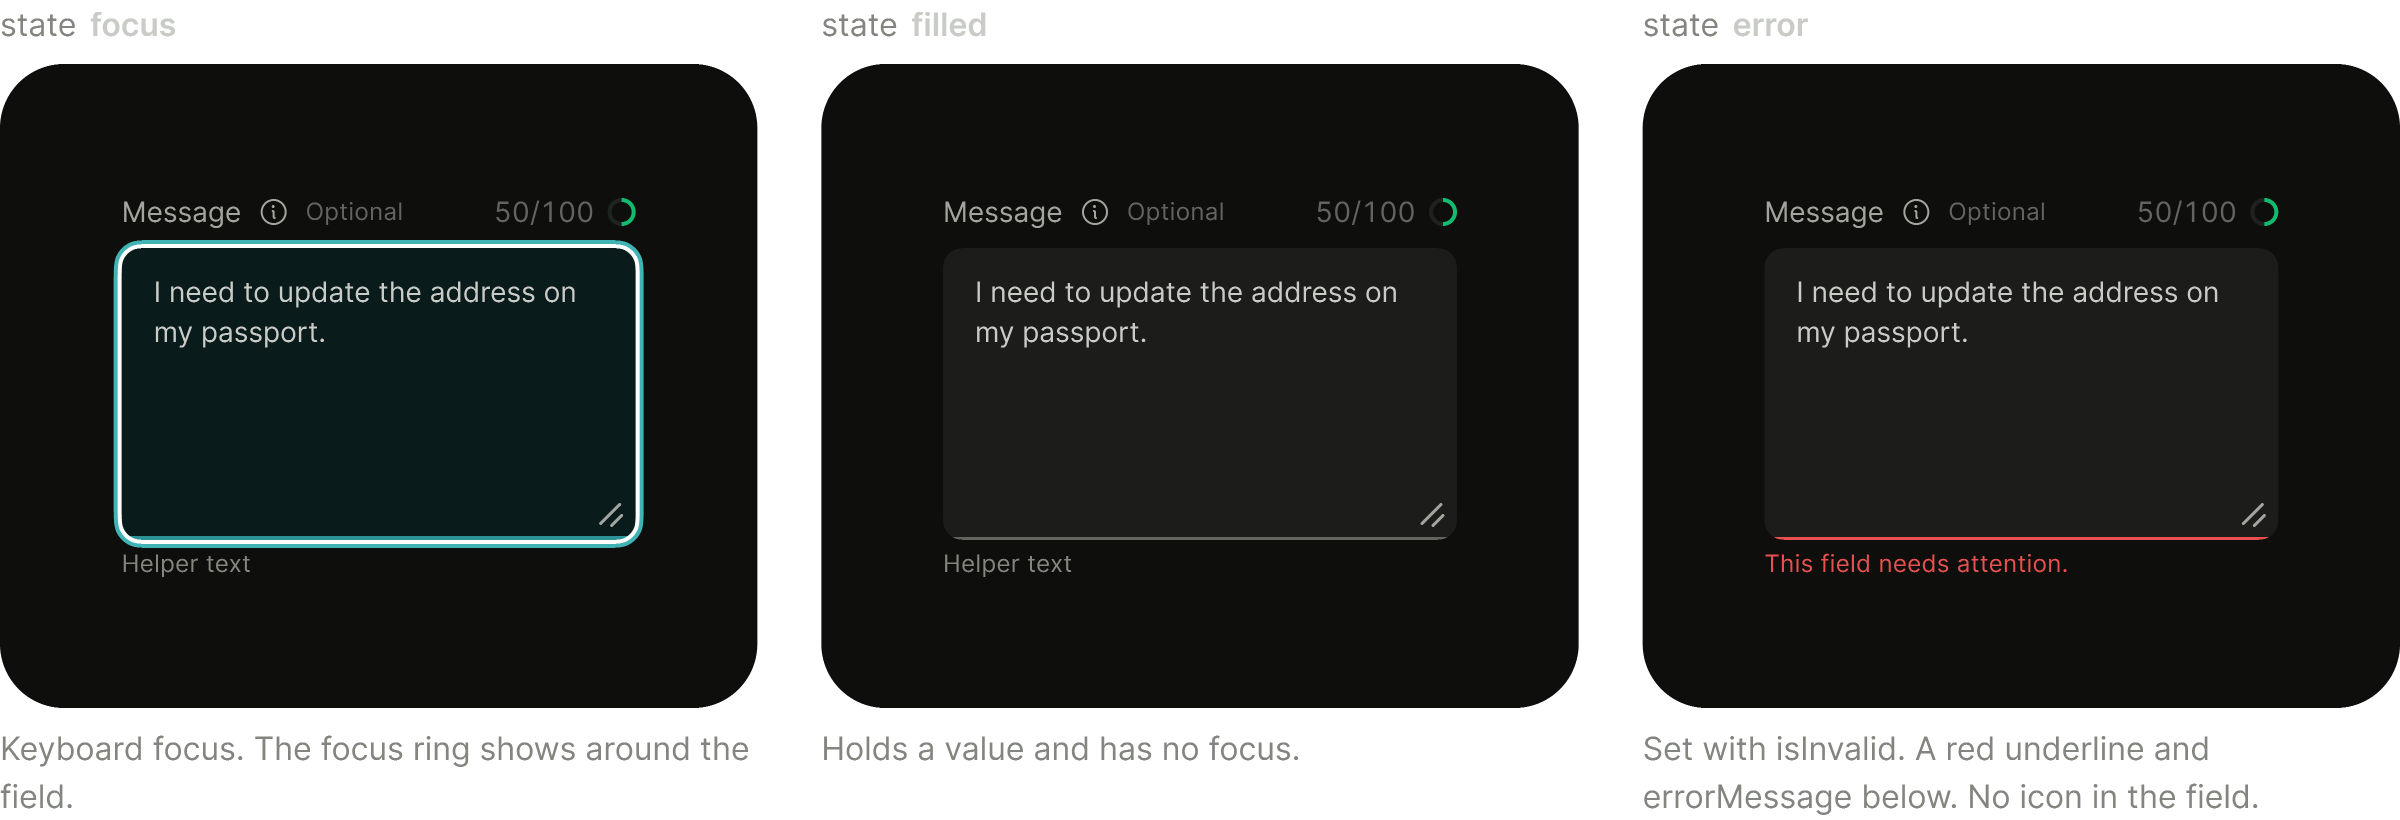 state focus
Message Optional 50/100
I need to update the address on
my passport.
Helper text
Keyboard focus. The focus ring shows around the
field.
state filled
Message Optional 50/100
I need to update the address on
my passport.
Helper text
Holds a value and has no focus.
state error
Message Optional 50/100
I need to update the address on
my passport.
This field needs attention.
Set with isInvalid. A red underline and
errorMessage below. No icon in the field.